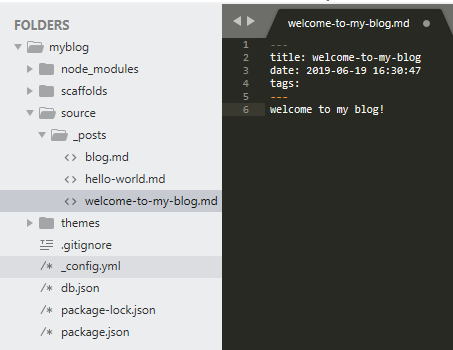 FOLDERS
myblog
node_modules
scaffolds
source
_posts
blog.md
hello-world.md
welcome-to-my-blog.md
themes
.gitignore
_config.yml
db.json
package-lock.json
package.json
welcome-to-my-blog.md
1 ---
2 title: welcome-to-my-blog
3 date: 2019-06-19 16:30:47
4 tags:
5 ---
6 welcome to my blog!